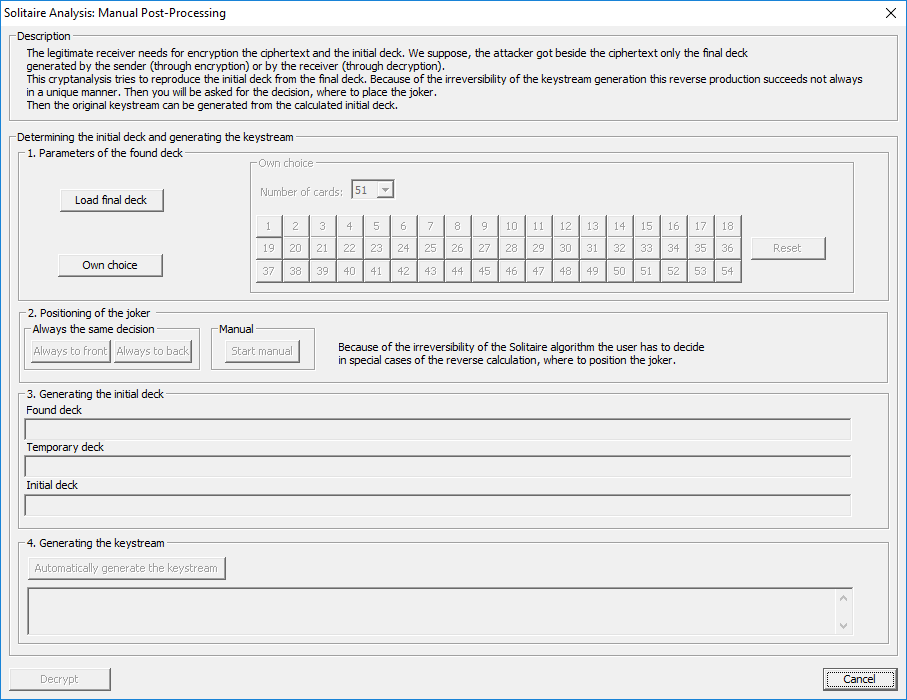 Solitaire Analysis: Manual Post-Processing
Description
The legitimate receiver needs for encryption the ciphertext and the initial deck. We suppose, the attacker got beside the ciphertext only the final deck
generated by the sender (through encryption) or by the receiver (through decryption).
This cryptanalysis tries to reproduce the initial deck from the final deck. Because of the irreversibility of the keystream generation this reverse production succeeds not always
in a unique manner. Then you will be asked for the decision, where to place the joker.
Then the original keystream can be generated from the calculated initial deck.
Determining the initial deck and generating the keystream
1. Parameters of the found deck
Load final deck
Own choice
Own choice
Number of cards: 51
1 2 3 4 5 6 7 8 9 10 11 12 13 14 15 16 17 18
19 20 21 22 23 24 25 26 27 28 29 30 31 32 33 34 35 36
37 38 39 40 41 42 43 44 45 46 47 48 49 50 51 52 53 54
Reset
2. Positioning of the joker
Always the same decision
Always to front Always to back
Manual
Start manual
Because of the irreversibility of the Solitaire algorithm the user has to decide
in special cases of the reverse calculation, where to position the joker.
3. Generating the initial deck
Found deck
Temporary deck
Initial deck
4. Generating the keystream
Automatically generate the keystream
Decrypt
Cancel